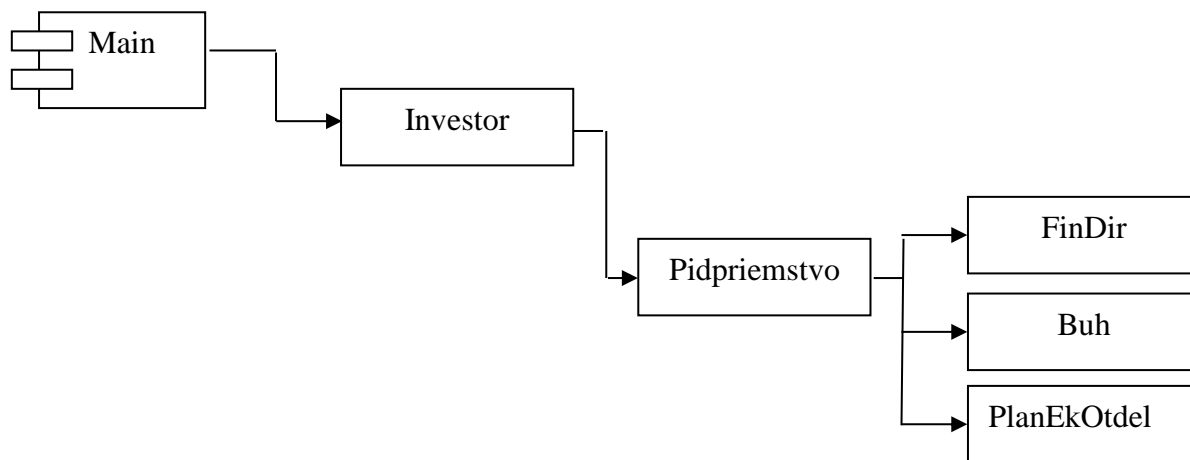 Main
Investor
Pidpriemstvo
FinDir
Buh
PlanEkOtdel